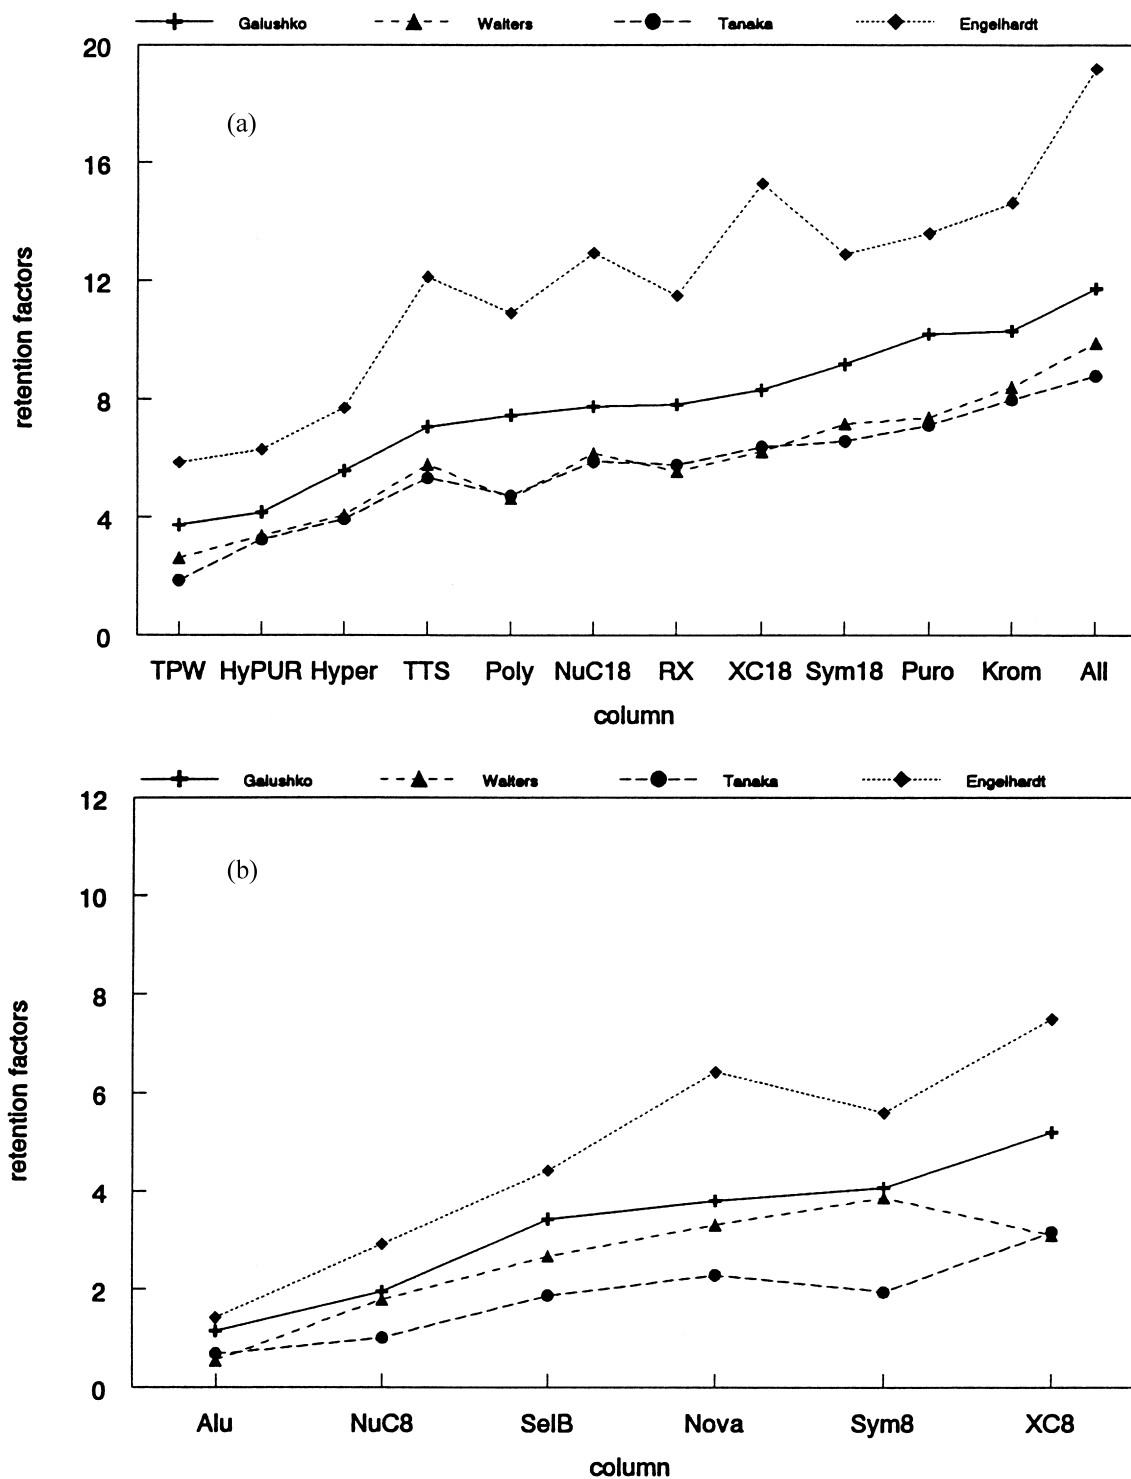 Galushko Walters Tanaka Engelhardt
20
(a)
16
12
8
4
0
retention factors
TPW HyPUR Hyper TTS Poly NuC18 RX XC18 Sym18 Puro Krom All
column
Galushko Walters Tanaka Engelhardt
12
(b)
10
8
6
4
2
0
retention factors
Alu NuC8 SelB Nova Sym8 XC8
column